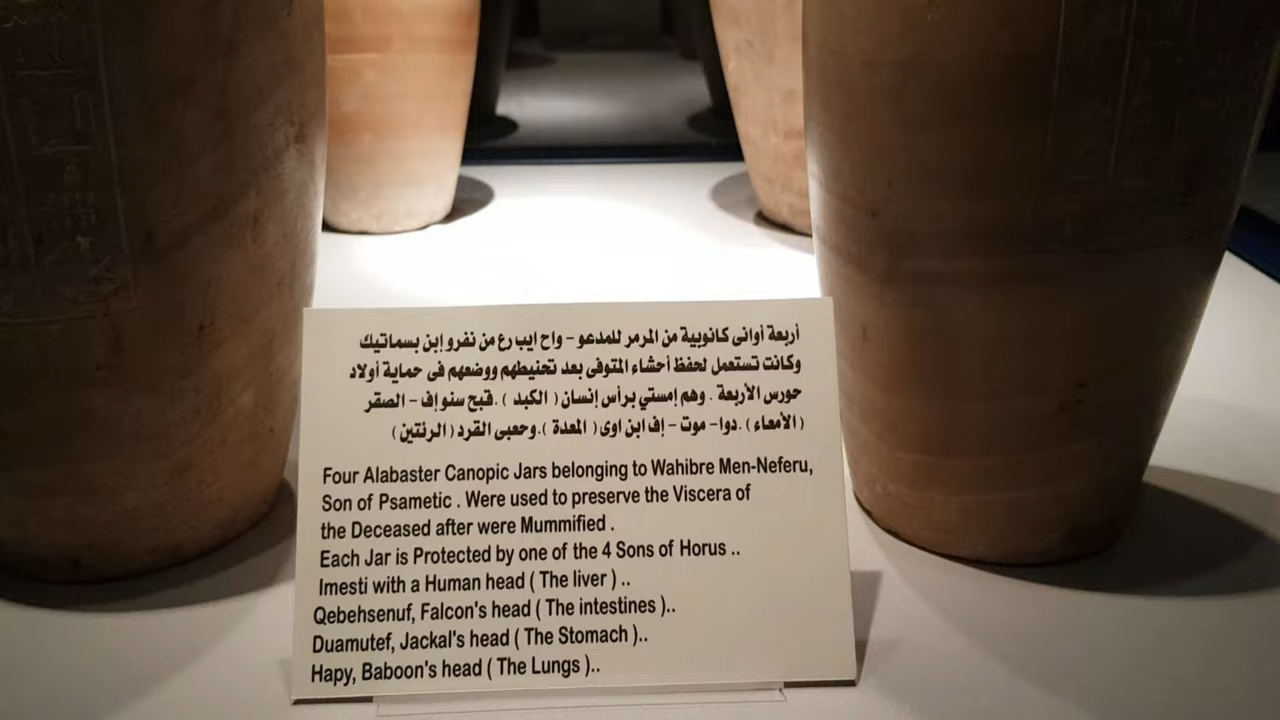 أربعة أوانى كانوبية من المرمر للمدعو - واح ايب رع من نفرو إبن بسماتيك
وكانت تستعمل لحفظ أحشاء المتوفى بعد تحنيطهم ووضعهم فى حماية أولاد
حورس الأربعة . وهم إمستي برأس إنسان ( الكبد ) .قبح سنو إف - الصقر
( الأمعاء ) .دوا- موت - إف ابن اوى ( المعدة ) .وحعبى القرد ( الرئتين )
Four Alabaster Canopic Jars belonging to Wahibre Men-Neferu,
Son of Psametic . Were used to preserve the Viscera of
the Deceased after were Mummified .
Each Jar is Protected by one of the 4 Sons of Horus ..
Imesti with a Human head ( The liver ) ..
Qebehsenuf, Falcon's head ( The intestines )..
Duamutef, Jackal's head ( The Stomach )..
Hapy, Baboon's head ( The Lungs )..